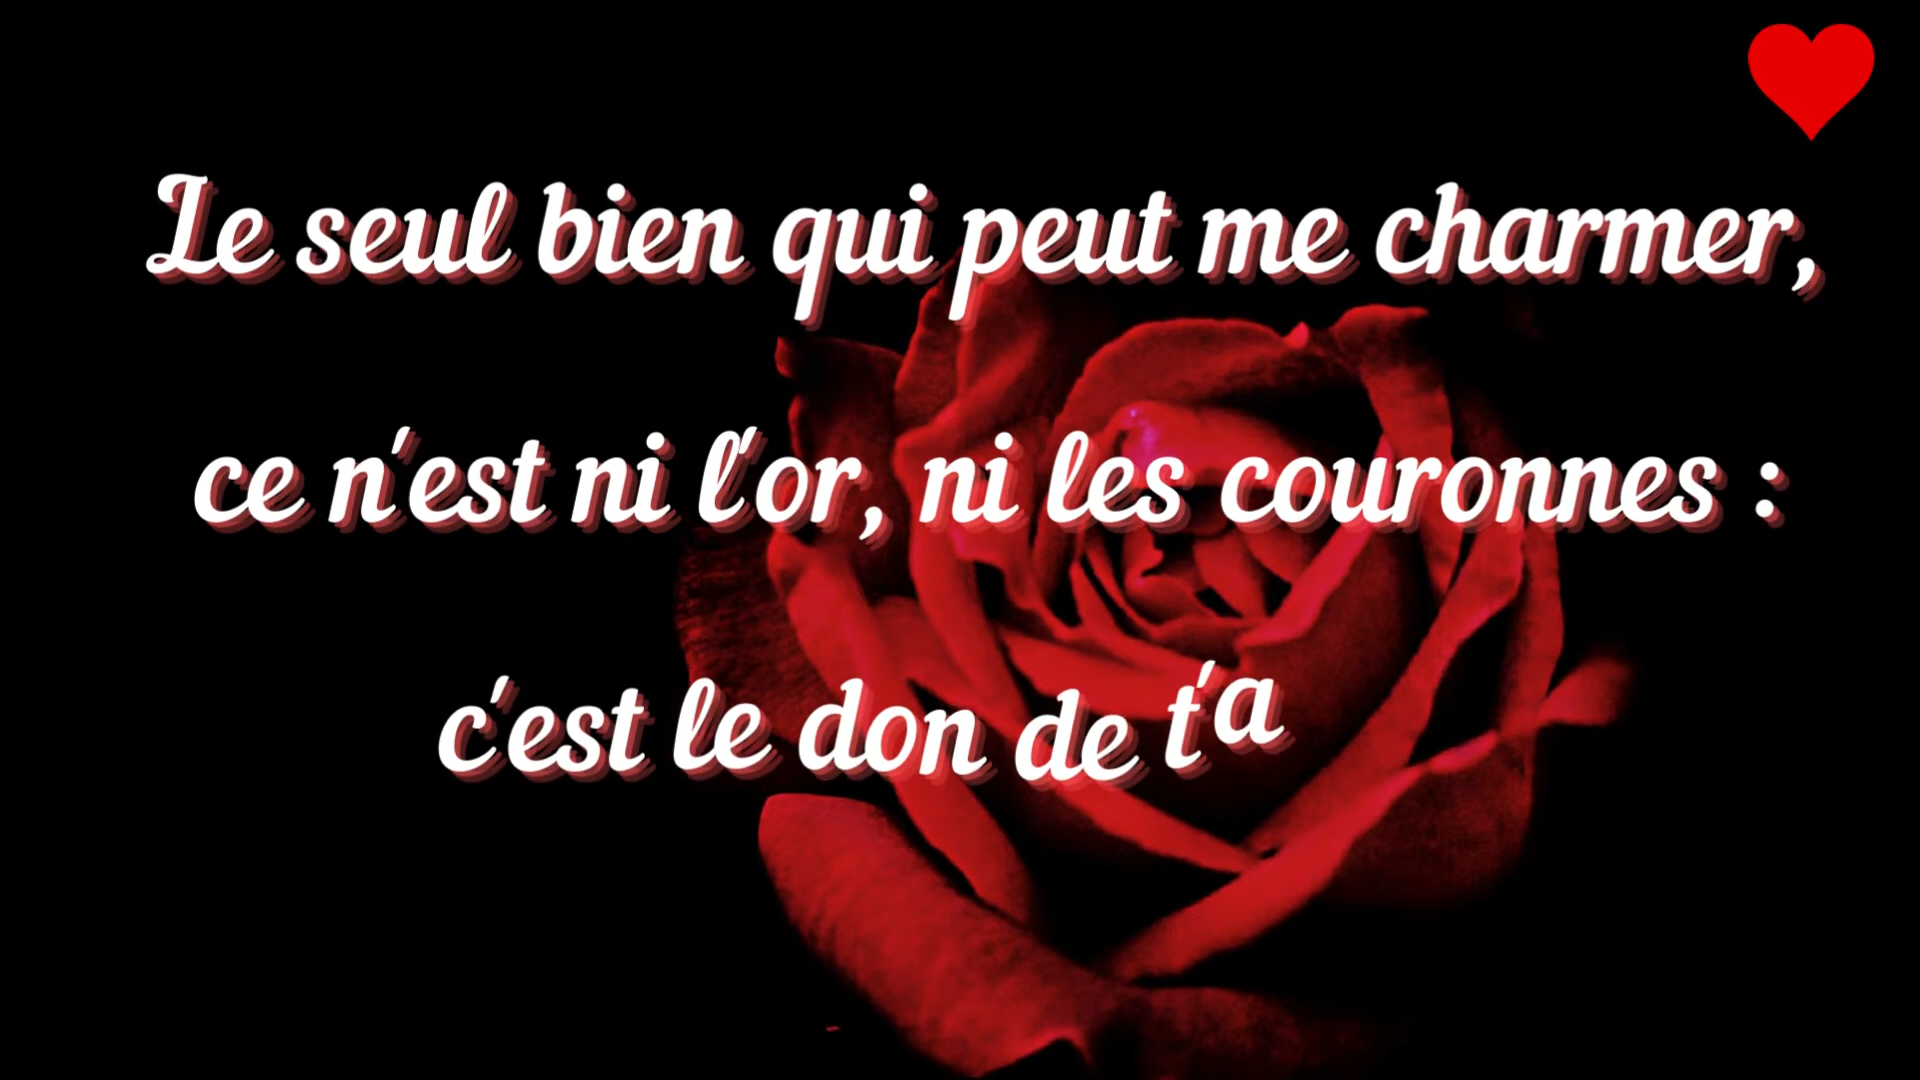 Le seul bien qui peut me charmer,
ce n'est ni l'or, ni les couronnes :
c'est le don de t'a